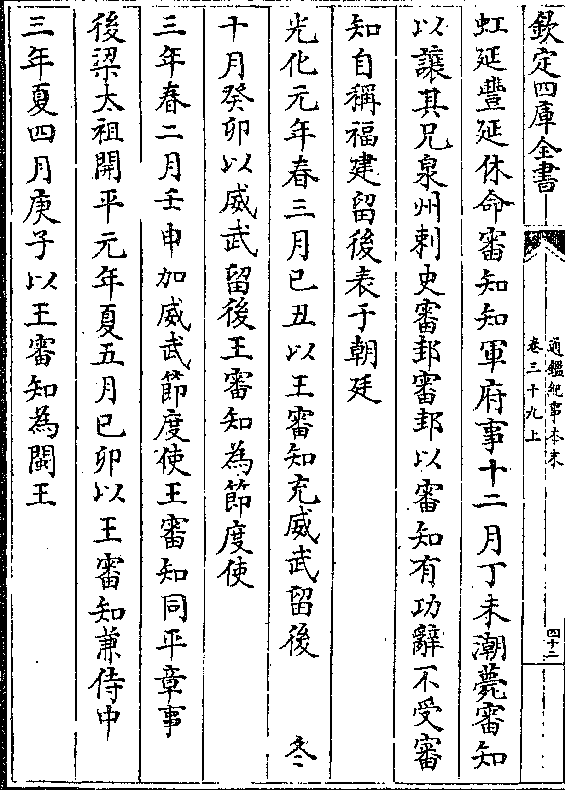 欽定四庫全書
通鑑紀事本末
卷三十九上
四十二
虹延豐延休命審知知軍府事十二月丁未潮薨審知
以讓其兄泉州刺史審邽審邽以審知有功辭不受審
知自稱福建留後表于朝廷
光化元年春三月己丑以王審知充威武留後　冬
十月癸卯以威武留後王審知為節度使
三年春二月壬申加威武節度使王審知同平章事
後梁太祖開平元年夏五月己卯以王審知兼侍中
三年夏四月庚子以王審知為閩王